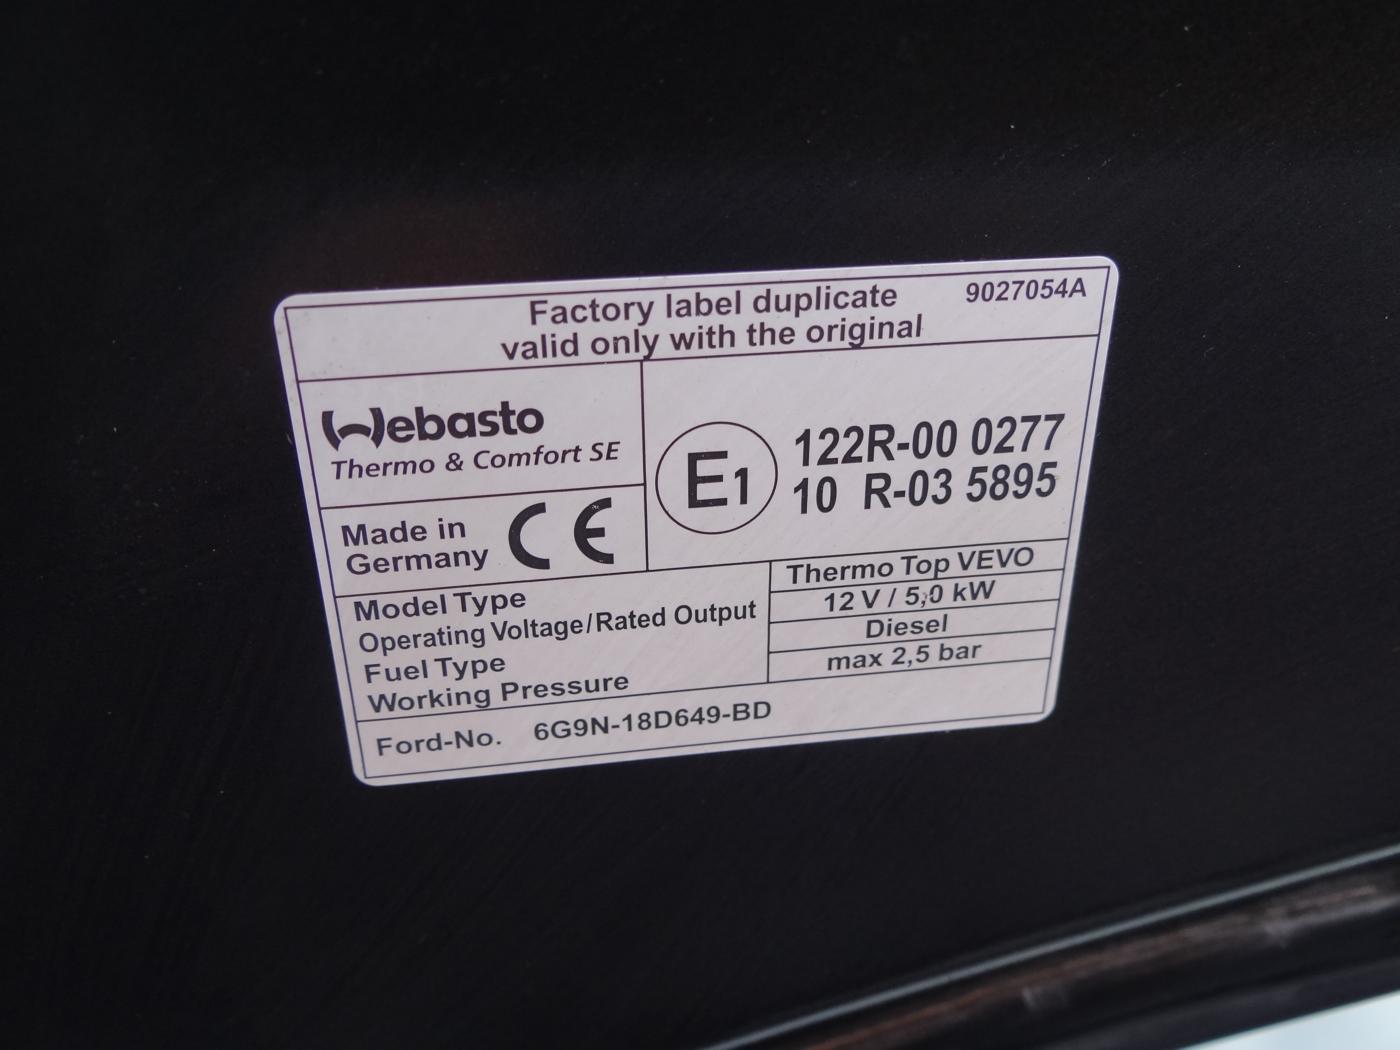 Factory label duplicate
valid only with the original
9027054A
Webasto
Thermo & Comfort SE
Made in
Germany
CE
E1
122R-00 0277
10 R-03 5895
Model Type Thermo Top VEVO
Operating Voltage/Rated Output 12 V / 5,0 kW
Fuel Type Diesel
Working Pressure max 2,5 bar
Ford-No. 6G9N-18D649-BD